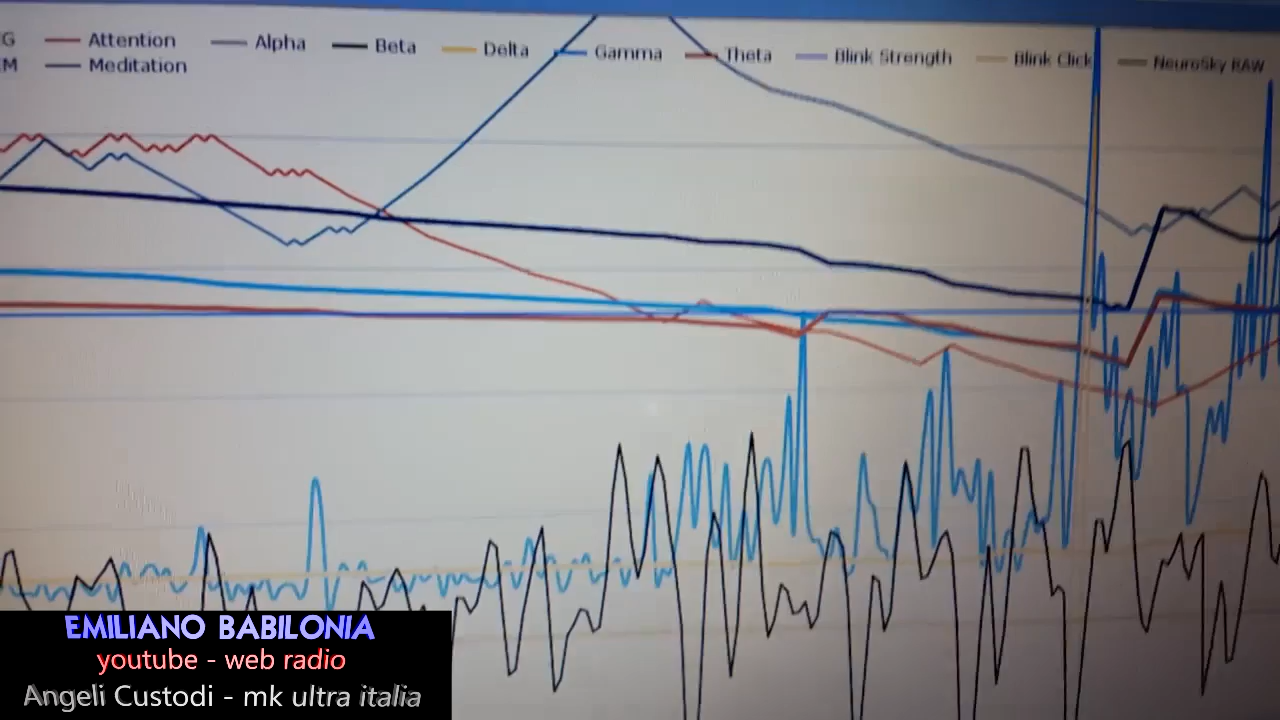 G Attention Alpha Beta Delta Gamma Theta Blink Strength Blink Click NeuroSky RAW
M Meditation
EMILIANO BABILONIA
youtube - web radio
Angeli Custodi - mk ultra italia